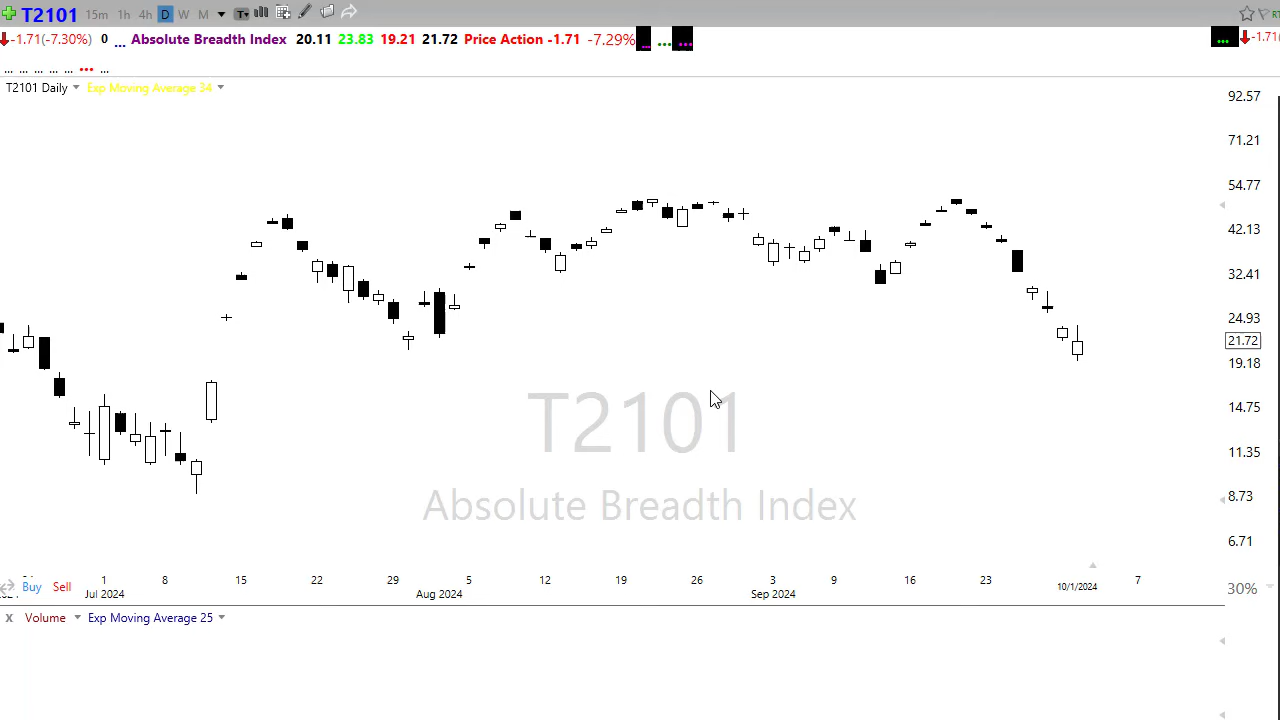 T2101 15m 1h 4h D W M T
-1.71(-7.30%) 0 ... Absolute Breadth Index 20.11 23.83 19.21 21.72 Price Action -1.71 -7.29% ... ... ... ... -1.71(
... ... ... ... ... ... ...
T2101 Daily Exp Moving Average 34
92.57
71.21
54.77
42.13
32.41
24.93
21.72
19.18
14.75
11.35
8.73
6.71
T2101
Absolute Breadth Index
1 8 15 22 29 5 12 19 26 3 9 16 23 10/1/2024 7
Buy Sell 30%
Jul 2024 Aug 2024 Sep 2024
X Volume Exp Moving Average 25